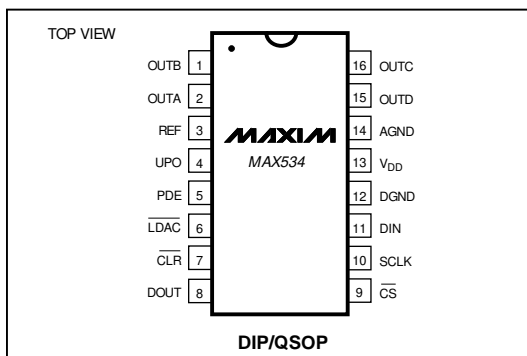 TOP VIEW
OUTB 1
OUTA 2
REF 3
UPO 4
PDE 5
LDAC 6
CLR 7
DOUT 8
MAXIM
MAX534
16 OUTC
15 OUTD
14 AGND
13 VDD
12 DGND
11 DIN
10 SCLK
9 CS
DIP/QSOP